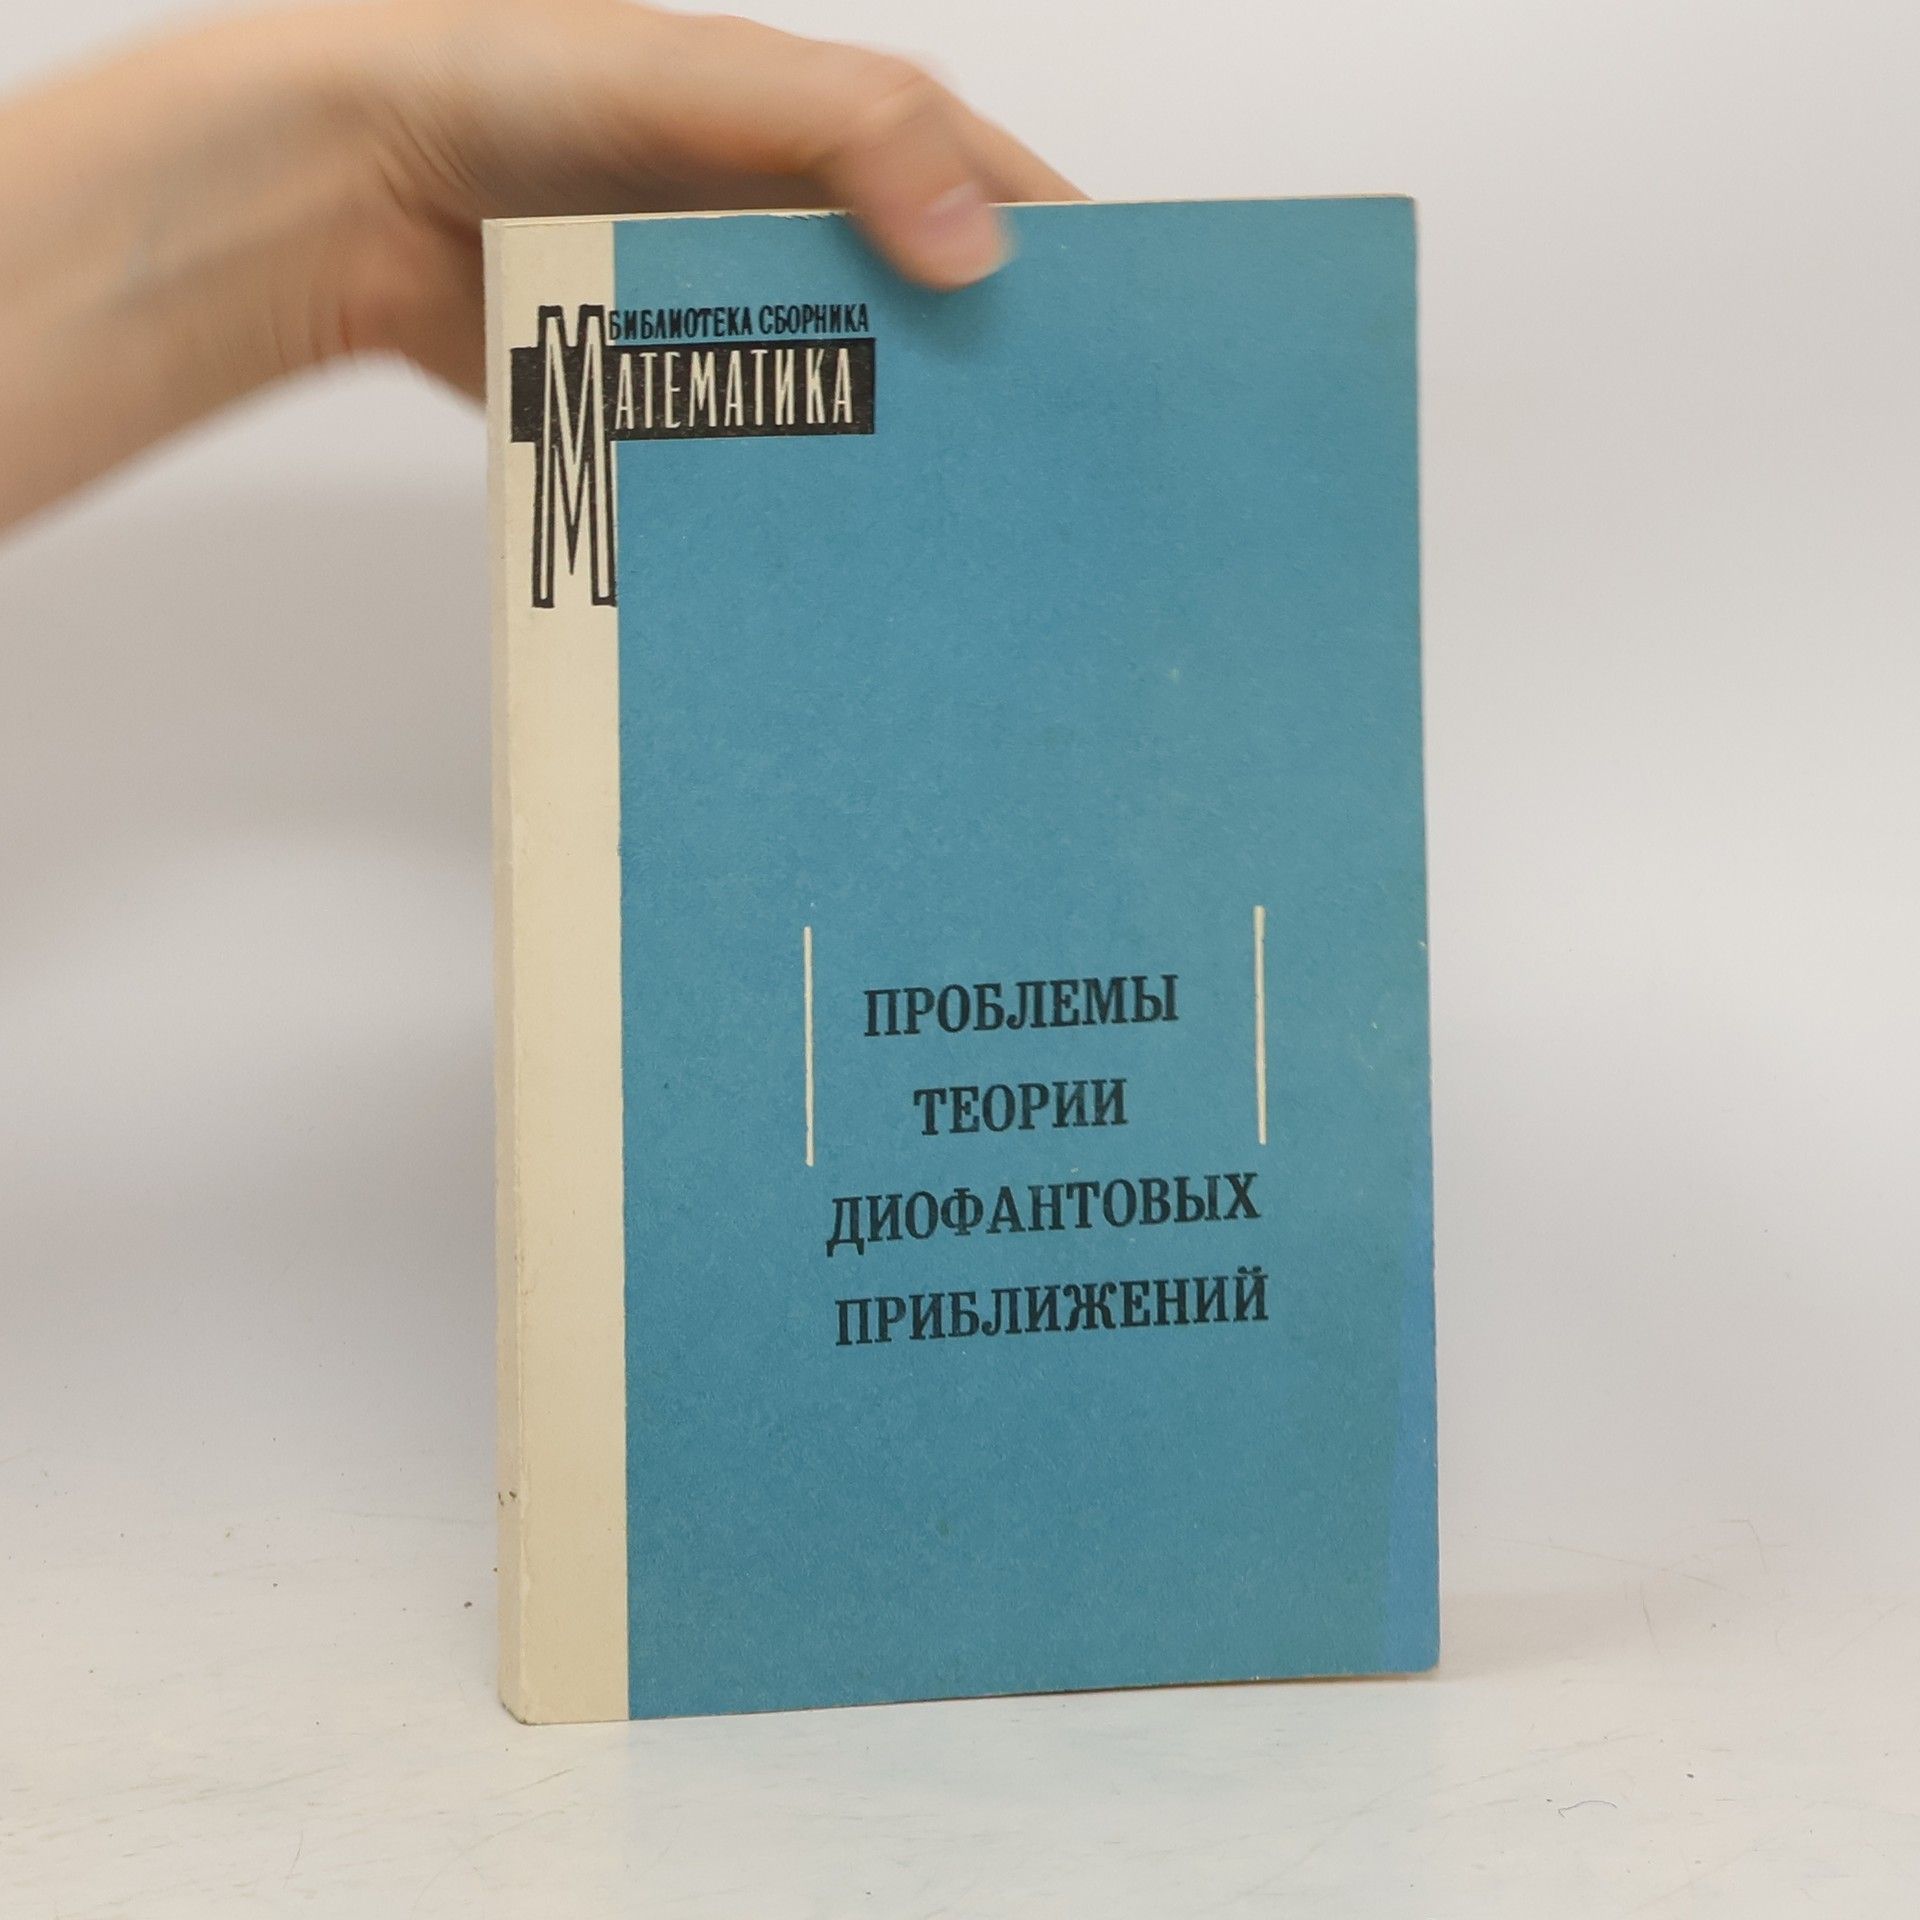 БИБЛИОТЕКА СБОРНИКА
МАТЕМАТИКА
ПРОБЛЕМЫ
ТЕОРИИ
ДИОФАНТОВЫХ
ПРИБЛИЖЕНИЙ